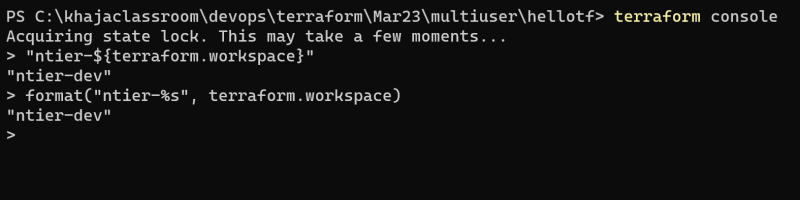 PS C:\khajaclassroom\devops\terraform\Mar23\multiuser\hellotf> terraform console
Acquiring state lock. This may take a few moments...
> "ntier-${terraform.workspace}"
"ntier-dev"
> format("ntier-%s", terraform.workspace)
"ntier-dev"
>